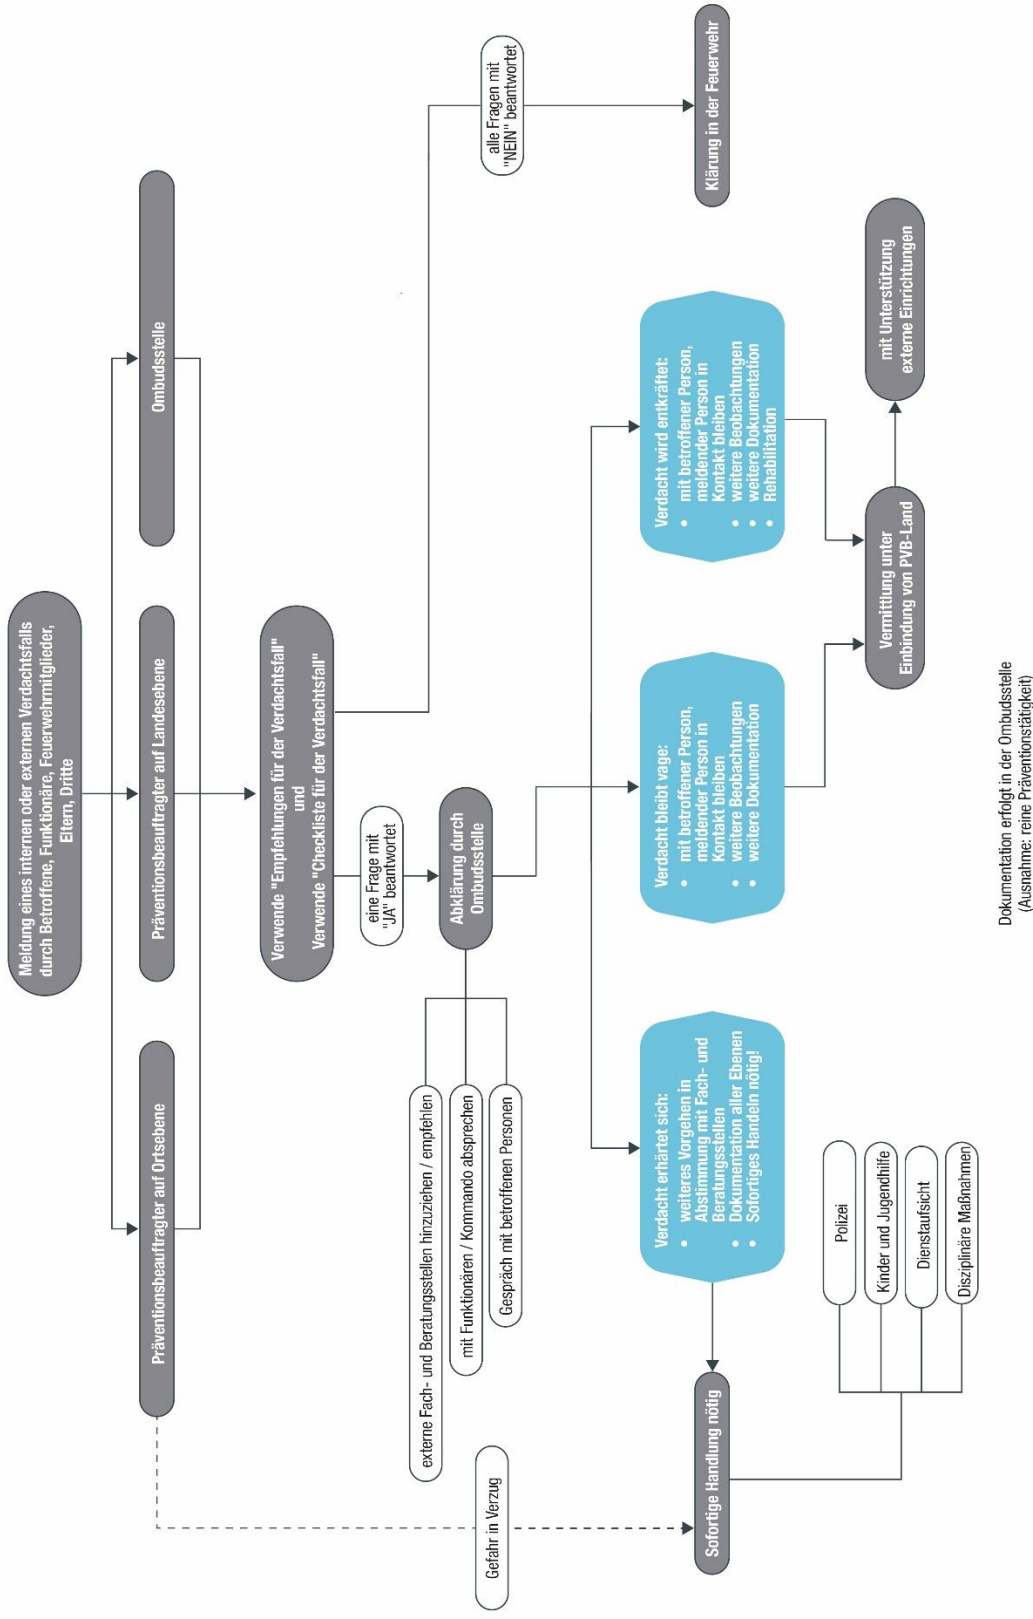 Meldung eines internen oder externen Verdachtsfalls
durch Betroffene, Funktionäre, Feuerwehrmitglieder,
Eltern, Dritte
Präventionsbeauftragter auf Ortsebene
Präventionsbeauftragter auf Landesebene
Ombudsstelle
Verwende "Empfehlungen für der Verdachtsfall"
und
Verwende "Checkliste für der Verdachtsfall"
eine Frage mit
"JA" beantwortet
alle Fragen mit
"NEIN" beantwortet
Abklärung durch
Ombudsstelle
externe Fach- und Beratungsstellen hinzuziehen / empfehlen
mit Funktionären / Kommando absprechen
Gespräch mit betroffenen Personen
Gefahr in Verzug
Verdacht erhärtet sich:
• weiteres Vorgehen in
Abstimmung mit Fach- und
Beratungsstellen
• Dokumentation aller Ebenen
• Sofortiges Handeln nötig!
Verdacht bleibt vage:
• mit betroffener Person,
meldender Person in
Kontakt bleiben
• weitere Beobachtungen
• weitere Dokumentation
Verdacht wird entkräftet:
• mit betroffener Person,
meldender Person in
Kontakt bleiben
• weitere Beobachtungen
• weitere Dokumentation
• Rehabilitation
Sofortige Handlung nötig
Klärung in der Feuerwehr
Polizei
Kinder und Jugendhilfe
Dienstaufsicht
Disziplinäre Maßnahmen
Vermittlung unter
Einbindung von PVB-Land
mit Unterstützung
externe Einrichtungen
Dokumentation erfolgt in der Ombudsstelle
(Ausnahme: reine Präventionstätigkeit)